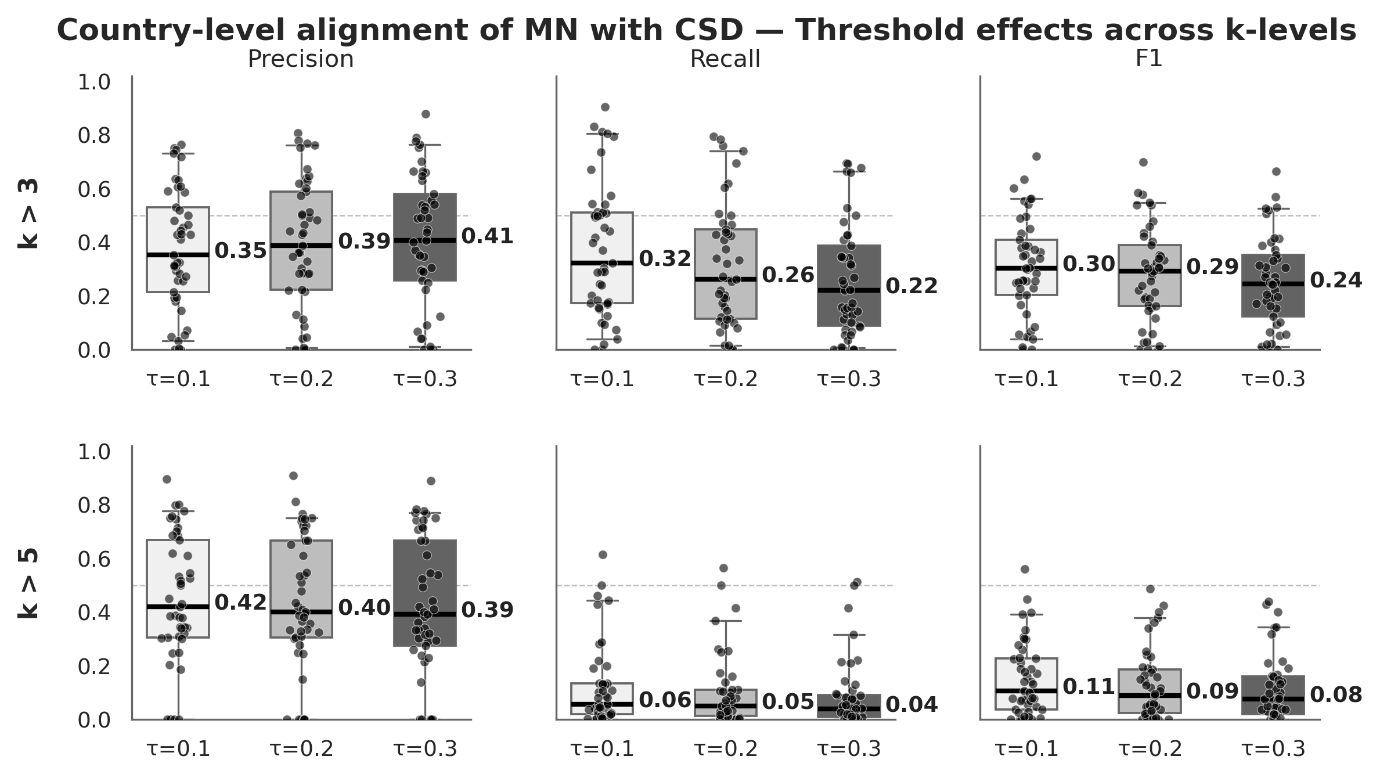 Country-level alignment of MN with CSD — Threshold effects across k-levels
Precision Recall F1
k > 3
1.0
0.8
0.6
0.4
0.2
0.0
0.35 0.39 0.41
0.32 0.26 0.22
0.30 0.29 0.24
τ=0.1 τ=0.2 τ=0.3 τ=0.1 τ=0.2 τ=0.3 τ=0.1 τ=0.2 τ=0.3
k > 5
1.0
0.8
0.6
0.4
0.2
0.0
0.42 0.40 0.39
0.06 0.05 0.04
0.11 0.09 0.08
τ=0.1 τ=0.2 τ=0.3 τ=0.1 τ=0.2 τ=0.3 τ=0.1 τ=0.2 τ=0.3